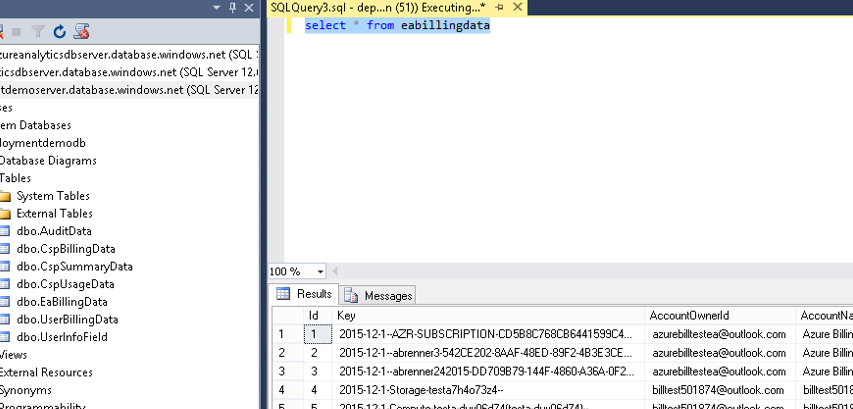 SQLQuery3.sql - dep...n (51)) Executing...*
select * from eabillingdata
zureanalyticsdbserver.database.windows.net (SQL S
ticsdbserver.database.windows.net (SQL Server 12.
tdemoserver.database.windows.net (SQL Server 12
ses
em Databases
loymentdemodb
Database Diagrams
Tables
System Tables
External Tables
dbo.AuditData
dbo.CspBillingData
dbo.CspSummaryData
dbo.CspUsageData
dbo.EaBillingData
dbo.UserBillingData
dbo.UserInfoField
Views
External Resources
Synonyms
Programmability
100 %
Results Messages
Id Key AccountOwnerId AccountNa
1 1 2015-12-1--AZR-SUBSCRIPTION-CD5B8C768CB6441599C4... azurebilltestea@outlook.com Azure Billin
2 2 2015-12-1--abrenner3-542CE202-8AAF-48ED-89F2-4B3E3CE... azurebilltestea@outlook.com Azure Billin
3 3 2015-12-1--abrenner242015-DD709B79-144F-4860-A36A-0F2... azurebilltestea@outlook.com Azure Billin
4 4 2015-12-1-Storage-testa7h4o73z4-- billtest501874@outlook.com billtest501